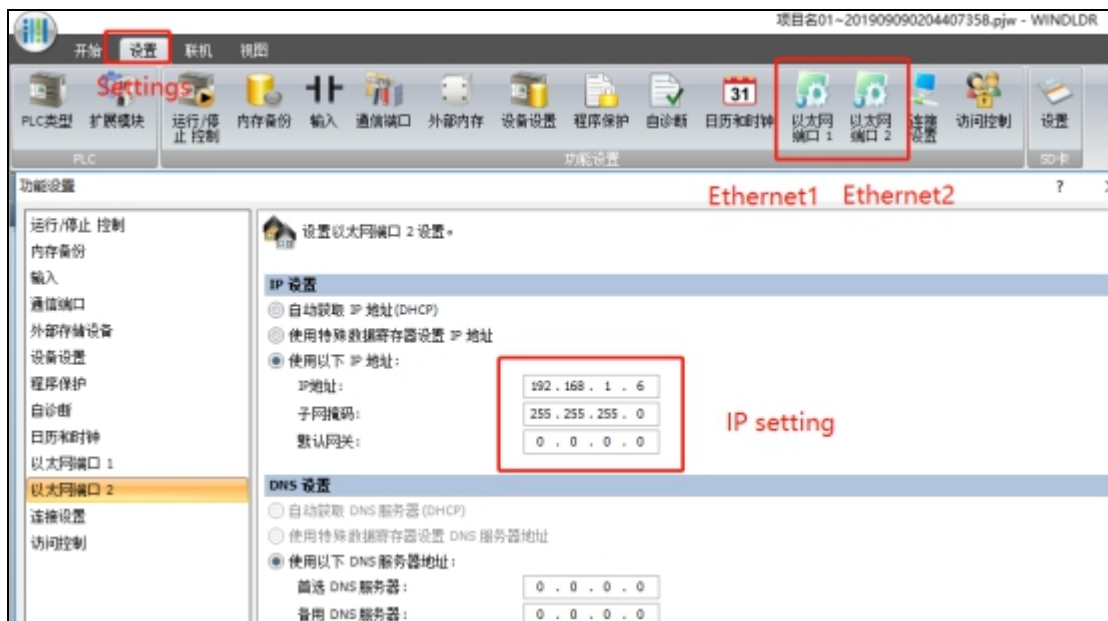 项目名01~20190909020440​7358.pjw - WINDLDR
开始 设置 联机 视图
Settings
PLC类型 扩展模块 运行/停止 控制 内存备份 输入 通信端口 外部内存 设备设置 程序保护 自诊断 日历和时钟 以太网端口 1 以太网端口 2 连接设置 访问控制 设置
31
PLC 功能设置 SD卡
功能设置 ?
Ethernet1 Ethernet2
运行/停止 控制
内存备份
输入
通信端口
外部存储设备
设备设置
程序保护
自诊断
日历和时钟
以太网端口 1
以太网端口 2
连接设置
访问控制
设置以太网端口 2 设置。
IP 设置
自动获取 IP 地址(DHCP)
使用特殊数据寄存器设置 IP 地址
使用以下 IP 地址:
IP地址: 192 . 168 . 1 . 6
子网掩码: 255 . 255 . 255 . 0
默认网关: 0 . 0 . 0 . 0
IP setting
DNS 设置
自动获取 DNS 服务器(DHCP)
使用特殊数据寄存器设置 DNS 服务器地址
使用以下 DNS 服务器地址:
首选 DNS 服务器: 0 . 0 . 0 . 0
备用 DNS 服务器: 0 . 0 . 0 . 0